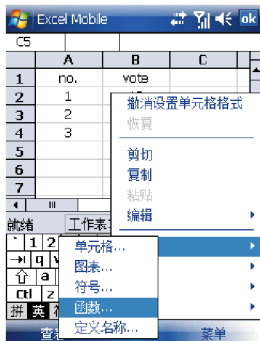 Excel Mobile ok
C5
A B C
1 no. vote
2 1
3 2
4 3
5
6
7
撤消设置单元格格式
恢复
剪切
复制
粘贴
编辑
就绪 工作表
单元格...
图表...
符号...
函数...
定义名称...
1 2
q
a
Ctl z
拼 英
查 菜单